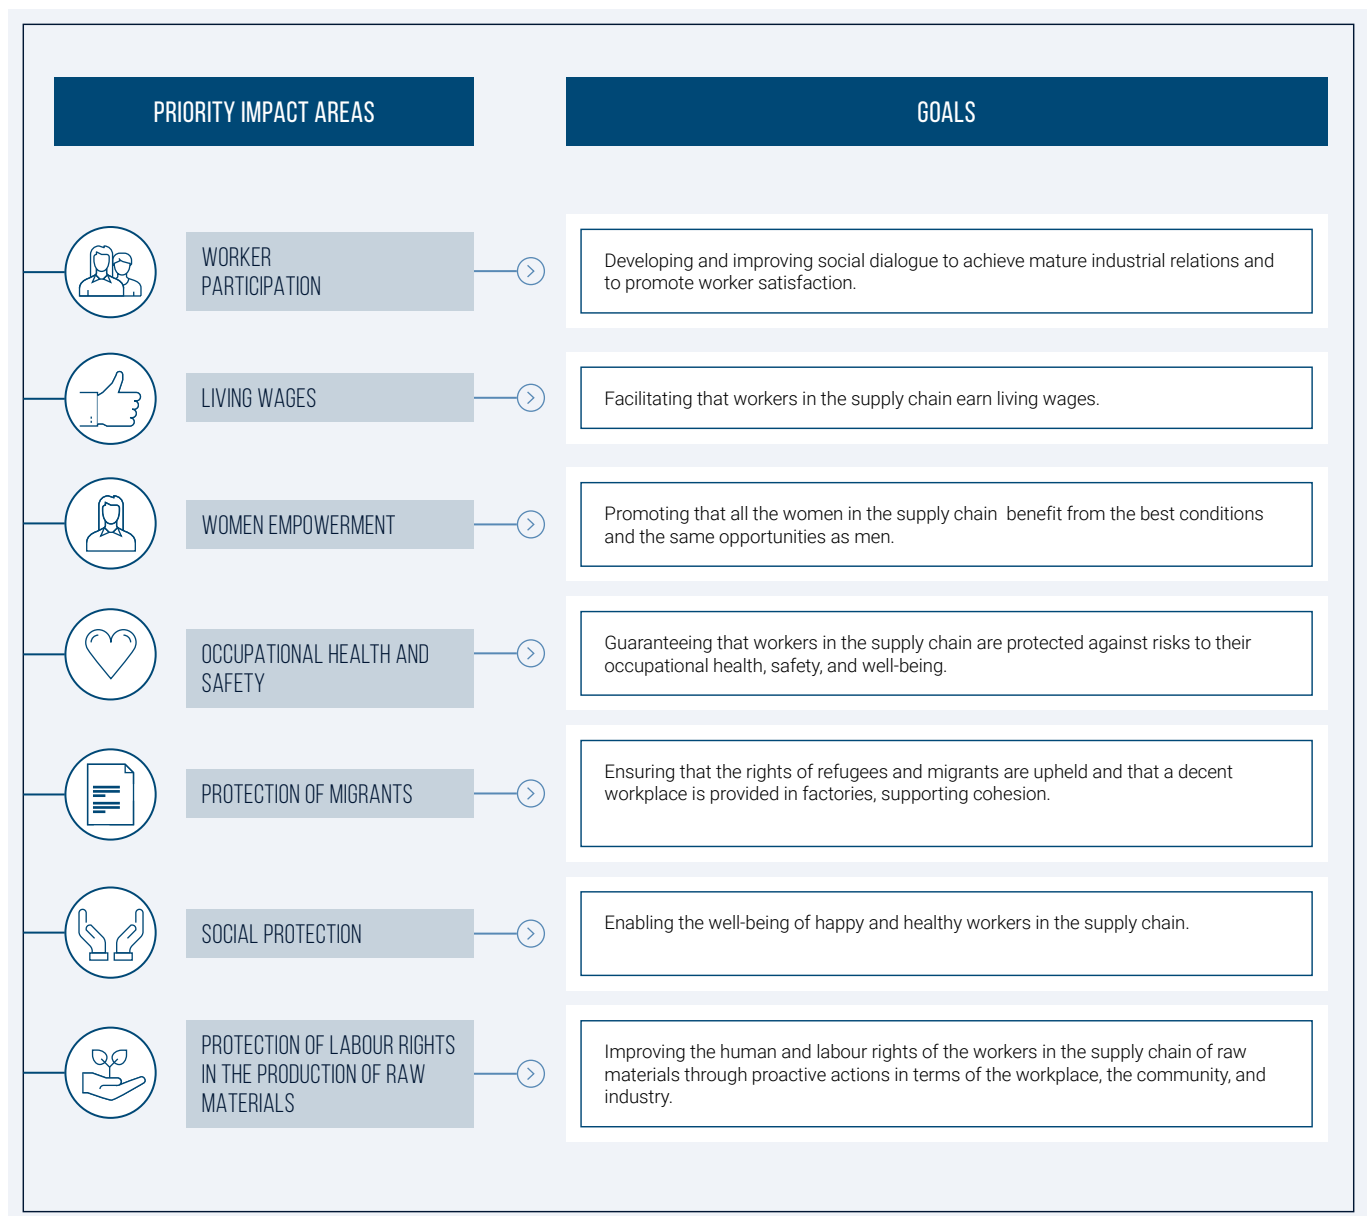 PRIORITY IMPACT AREAS
GOALS
WORKER
PARTICIPATION
Developing and improving social dialogue to achieve mature industrial relations and
to promote worker satisfaction.
LIVING WAGES
Facilitating that workers in the supply chain earn living wages.
WOMEN EMPOWERMENT
Promoting that all the women in the supply chain  benefit from the best conditions
and the same opportunities as men.
OCCUPATIONAL HEALTH AND
SAFETY
Guaranteeing that workers in the supply chain are protected against risks to their
occupational health, safety, and well-being.
PROTECTION OF MIGRANTS
Ensuring that the rights of refugees and migrants are upheld and that a decent
workplace is provided in factories, supporting cohesion.
SOCIAL PROTECTION
Enabling the well-being of happy and healthy workers in the supply chain.
PROTECTION OF LABOUR RIGHTS
IN THE PRODUCTION OF RAW
MATERIALS
Improving the human and labour rights of the workers in the supply chain of raw
materials through proactive actions in terms of the workplace, the community, and
industry.